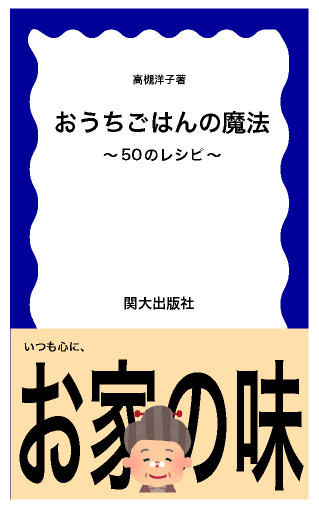 高槻洋子著
おうちごはんの魔法
～50のレシピ～
関大出版社
いつも心に、
お家の味